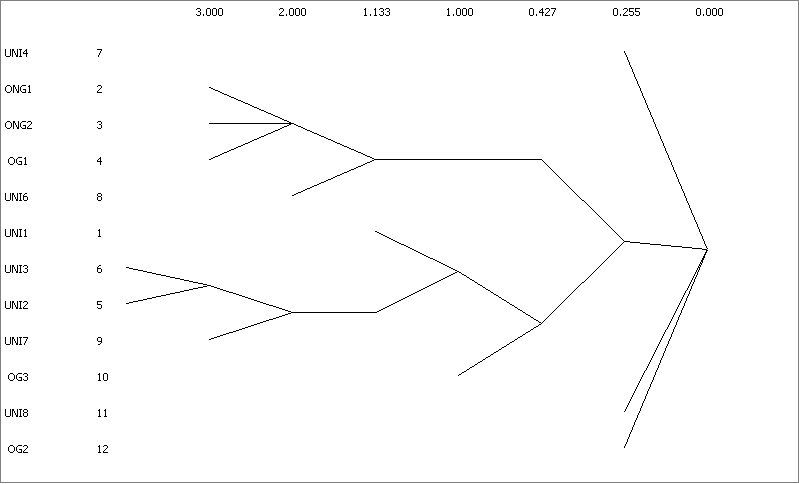 3.000 2.000 1.133 1.000 0.427 0.255 0.000
UNI4 7
ONG1 2
ONG2 3
OG1 4
UNI6 8
UNI1 1
UNI3 6
UNI2 5
UNI7 9
OG3 10
UNI8 11
OG2 12